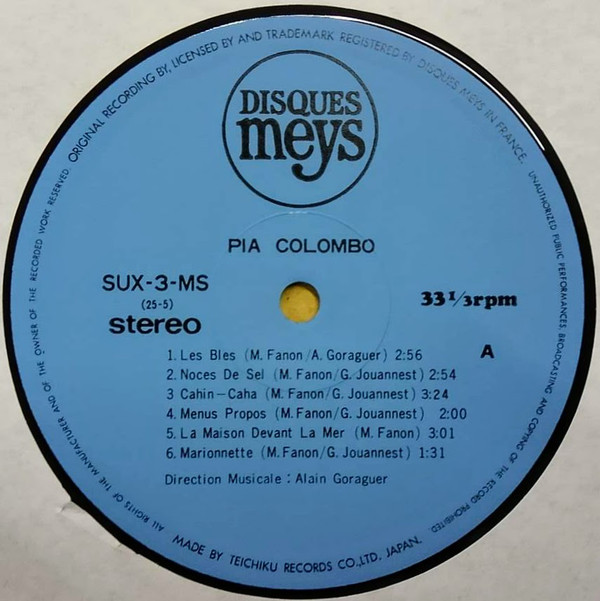 ORIGINAL RECORDING BY, LICENSED BY AND TRADEMARK REGISTERED BY DISQUES MEYS IN FRANCE.
DISQUES
meys
PIA COLOMBO
SUX-3-MS
(25-5)
stereo
33 1/3 rpm
A
1. Les Bles (M. Fanon/A. Goraguer) 2:56
2. Noces De Sel (M. Fanon/G. Jouannest) 2:54
3 Cahin-Caha (M. Fanon/G. Jouannest) 3:24
4. Menus Propos (M. Fanon/G. Jouannest) 2:00
5. La Maison Devant La Mer (M. Fanon) 3:01
6. Marionnette (M. Fanon/G. Jouannest) 1:31
Direction Musicale : Alain Goraguer
ALL RIGHTS OF THE MANUFACTURER AND OF THE OWNER OF THE RECORDED WORK RESERVED.
UNAUTHORIZED PUBLIC PERFORMANCES, BROADCASTING AND COPYING OF THE RECORD PROHIBITED.
MADE BY TEICHIKU RECORDS CO.,LTD. JAPAN.